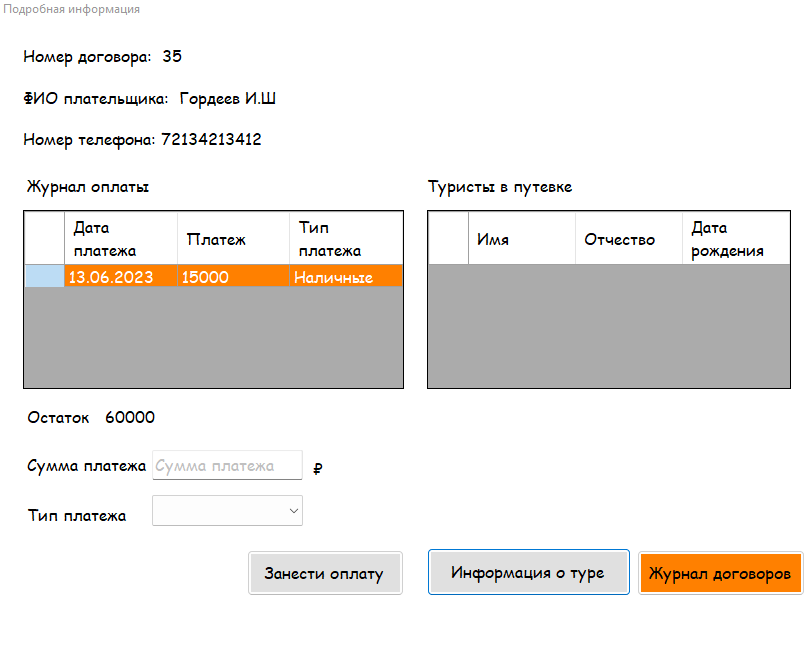 Подробная информация
Номер договора: 35
ФИО плательщика: Гордеев И.Ш
Номер телефона: 72134213412
Журнал оплаты
Дата платежа Платеж Тип платежа
13.06.2023 15000 Наличные
Туристы в путевке
Имя Отчество Дата рождения
Остаток 60000
Сумма платежа Сумма платежа ₽
Тип платежа
Занести оплату Информация о туре Журнал договоров